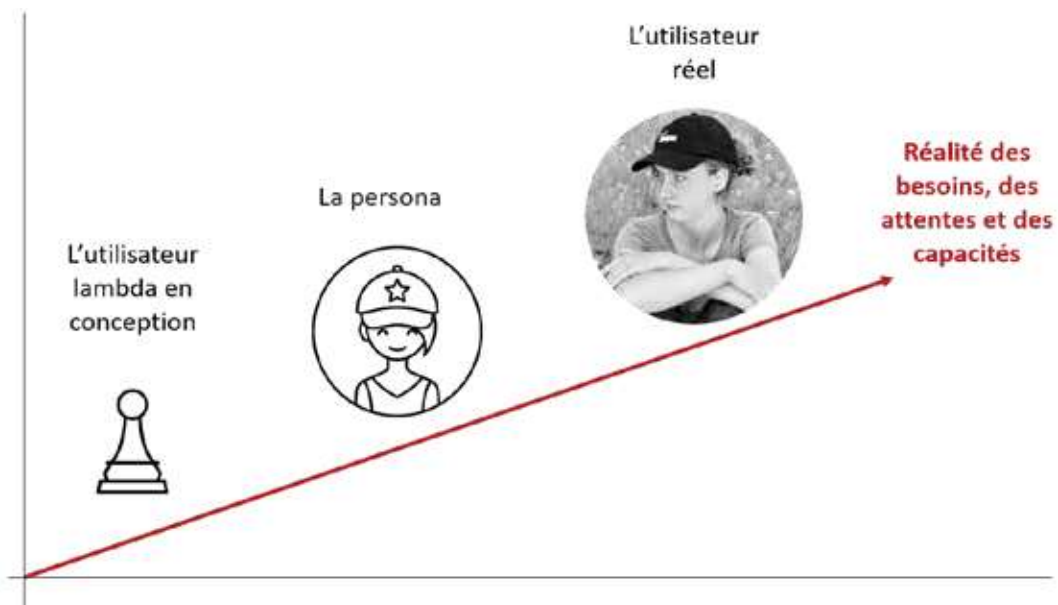 L'utilisateur
réel
Réalité des
besoins, des
attentes et des
capacités
La persona
L'utilisateur
lambda en
conception